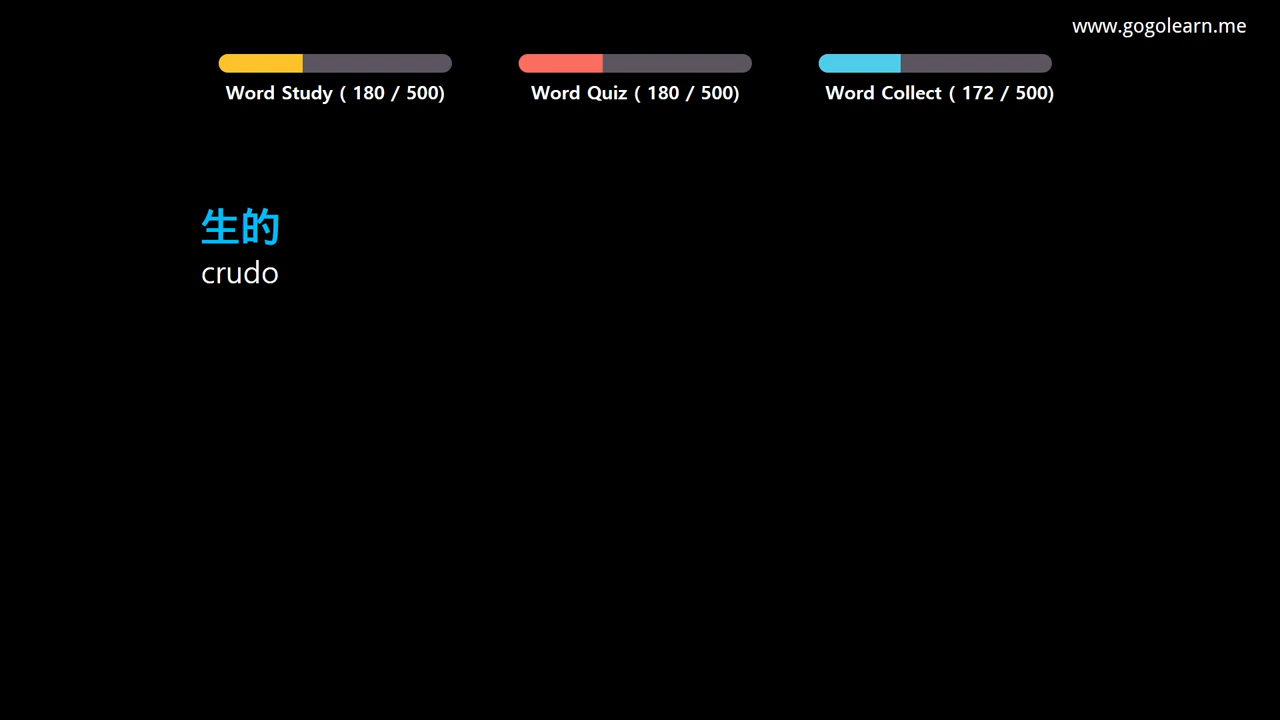 www.gogolearn.me
Word Study ( 180 / 500)
Word Quiz ( 180 / 500)
Word Collect ( 172 / 500)
生的
crudo